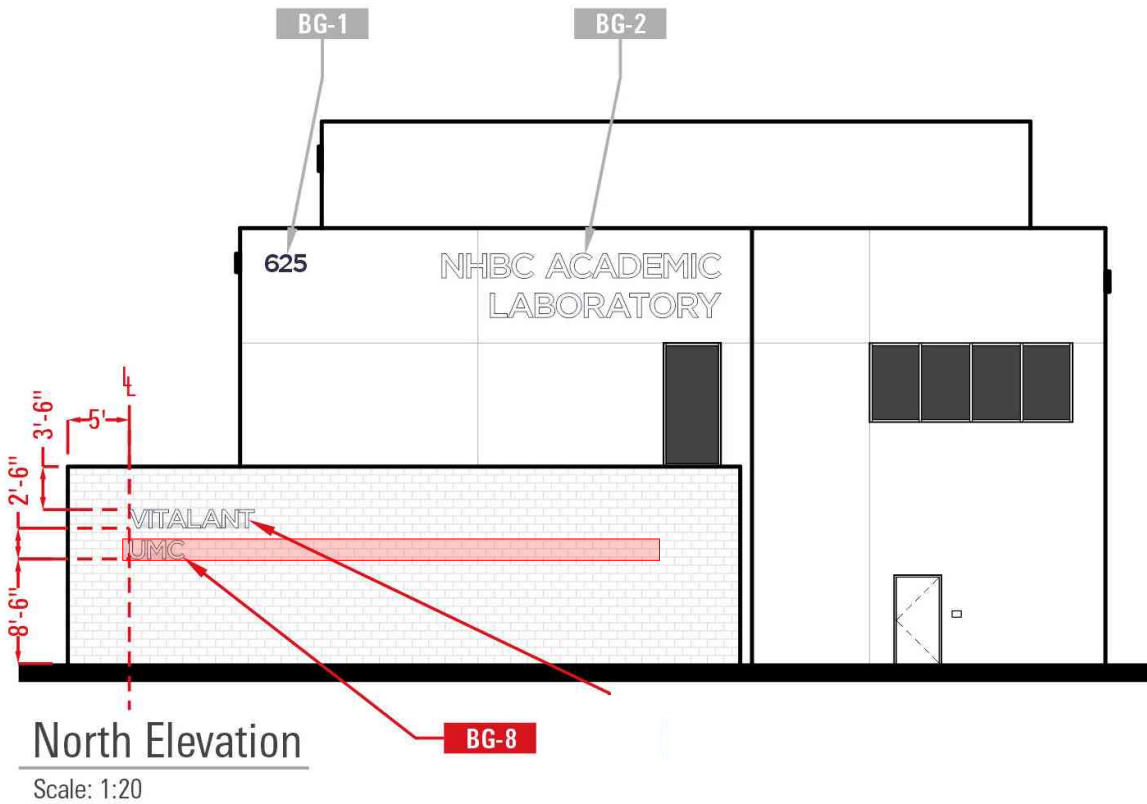 BG-1
BG-2
625
NHBC ACADEMIC
LABORATORY
5'
3'-6"
2'-6"
8'-6"
VITALANT
UMC
BG-8
North Elevation
Scale: 1:20